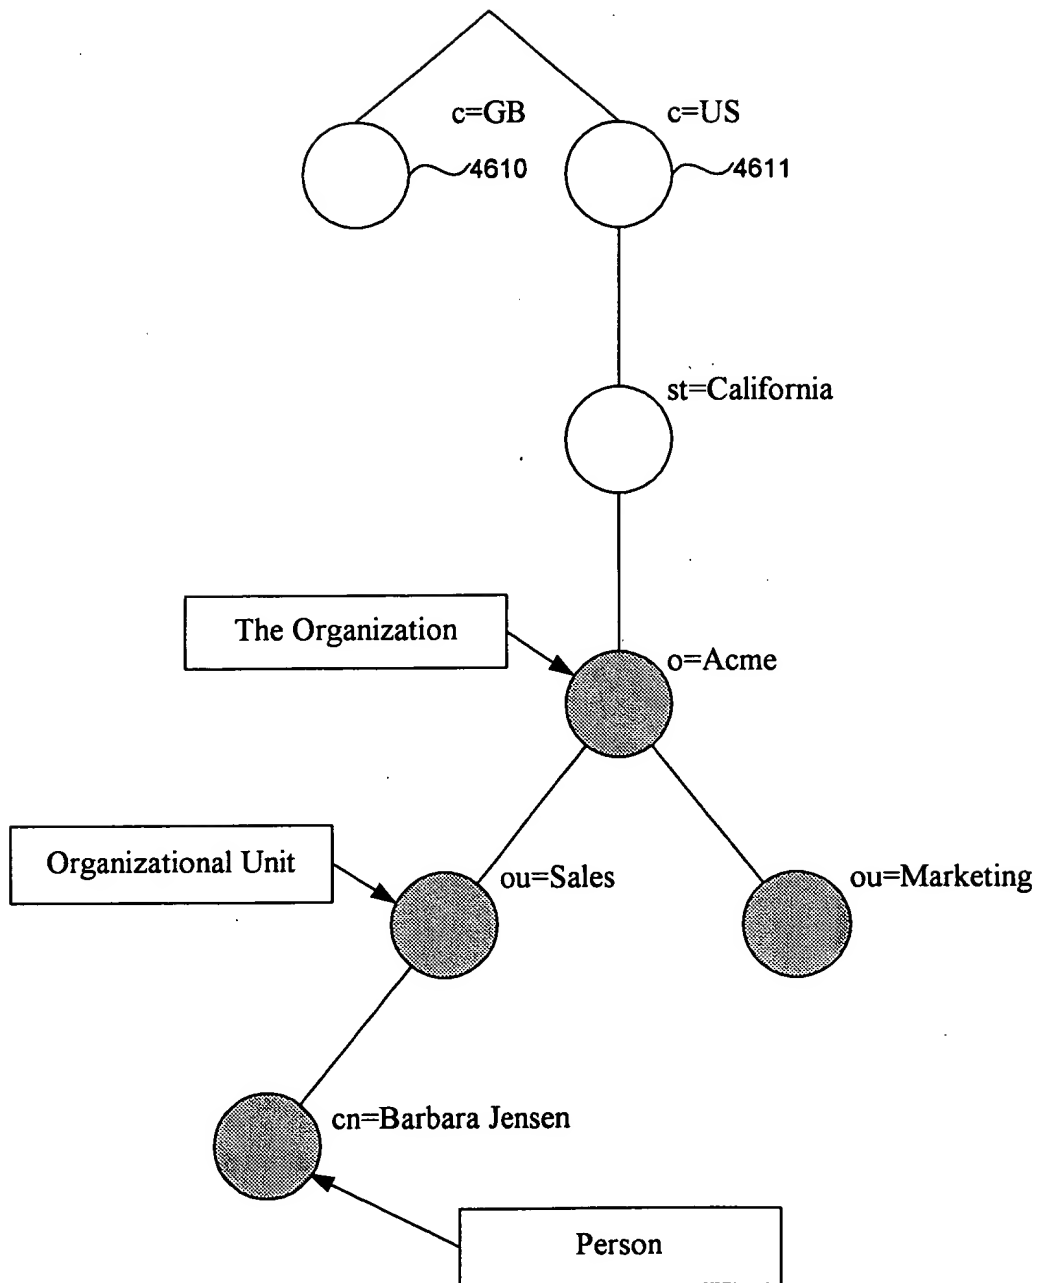 c=GB
c=US
4610
4611
st=California
The Organization
o=Acme
Organizational Unit
ou=Sales
ou=Marketing
cn=Barbara Jensen
Person